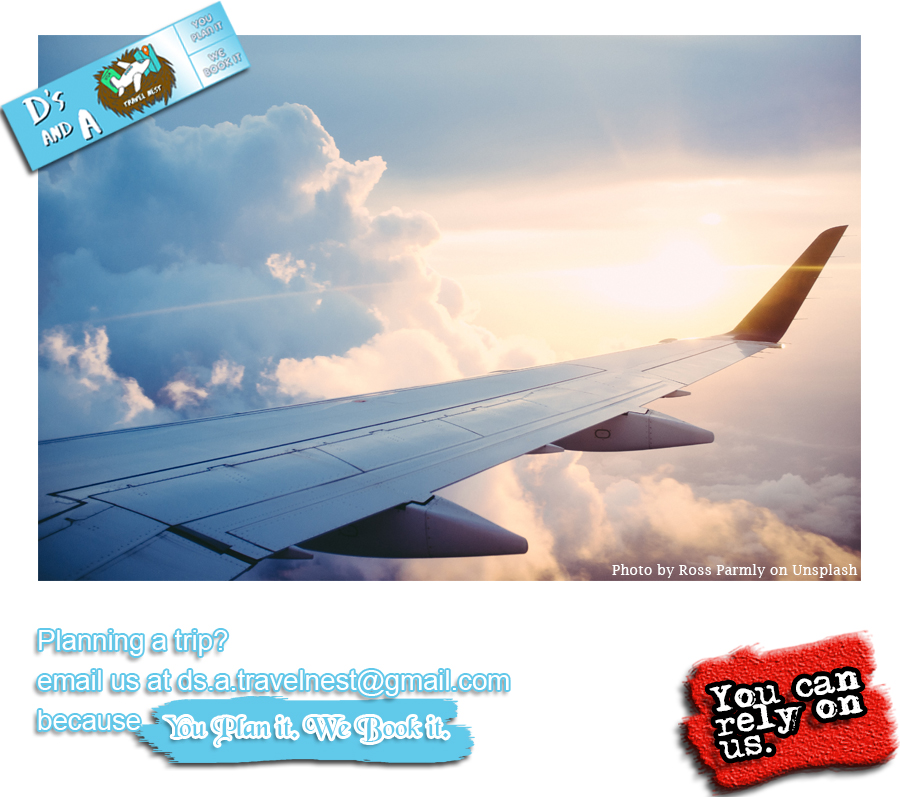 D's
AND A
TRAVEL NEST
YOU
PLAN IT
WE
BOOK IT
Photo by Ross Parmly on Unsplash
Planning a trip?
email us at ds.a.travelnest@gmail.com
because You Plan it. We Book it.
You can
rely on
us.